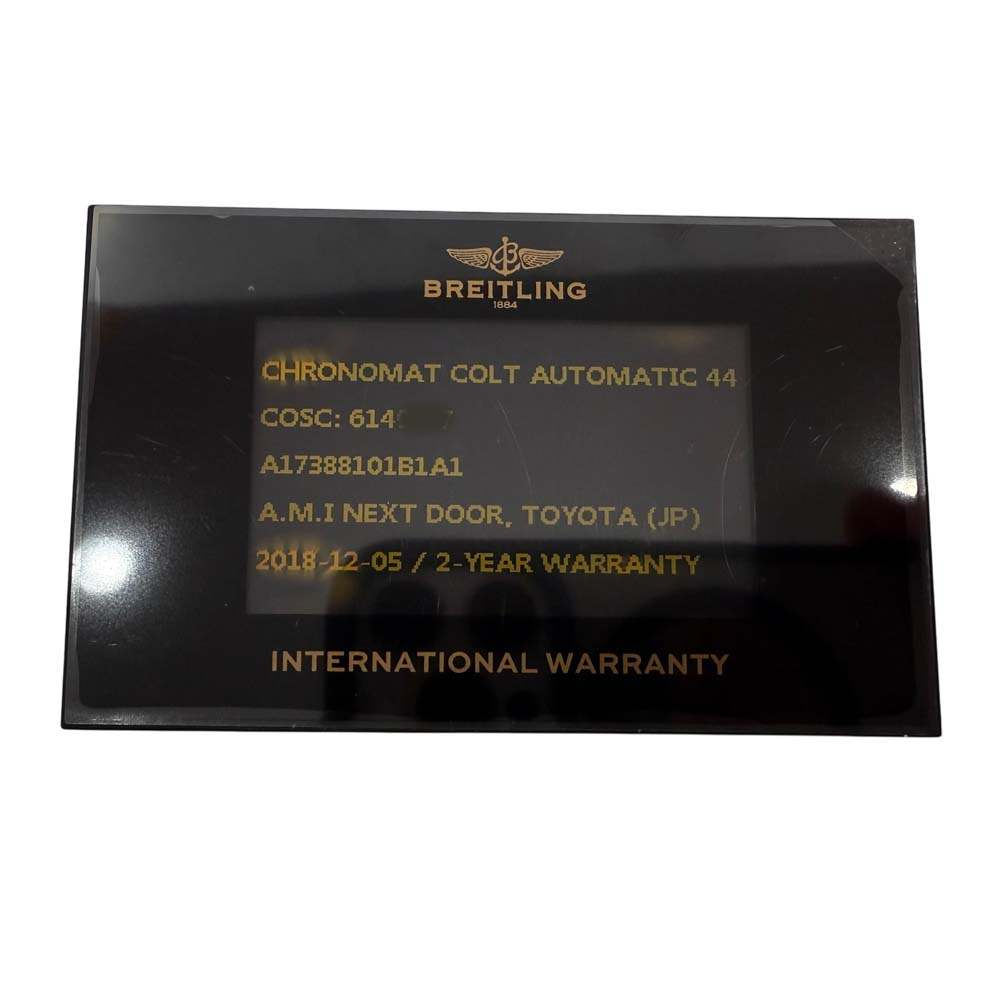 BREITLING
1884
CHRONOMAT COLT AUTOMATIC 44
COSC:
A17388101B1A1
A.M.I NEXT DOOR, TOYOTA (JP)
2018-12-05 / 2-YEAR WARRANTY
INTERNATIONAL WARRANTY